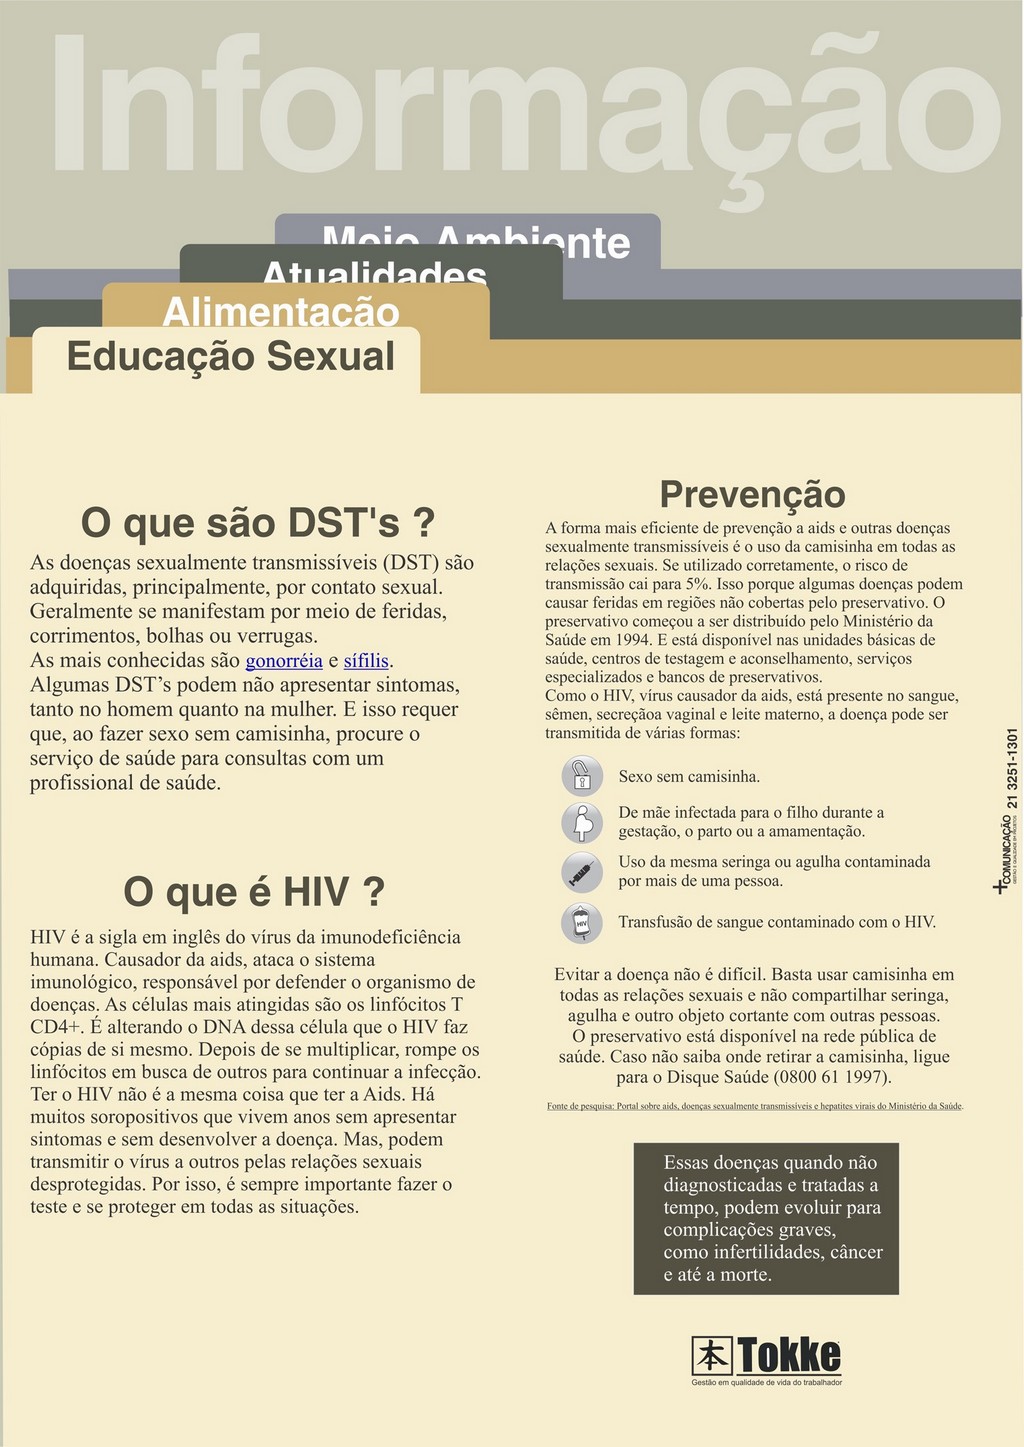 Informação
Meio Ambiente
Atualidades
Alimentação
Educação Sexual
O que são DST's ?
As doenças sexualmente transmissíveis (DST) são
adquiridas, principalmente, por contato sexual.
Geralmente se manifestam por meio de feridas,
corrimentos, bolhas ou verrugas.
As mais conhecidas são gonorréia e sífilis.
Algumas DST’s podem não apresentar sintomas,
tanto no homem quanto na mulher. E isso requer
que, ao fazer sexo sem camisinha, procure o
serviço de saúde para consultas com um
profissional de saúde.
O que é HIV ?
HIV é a sigla em inglês do vírus da imunodeficiência
humana. Causador da aids, ataca o sistema
imunológico, responsável por defender o organismo de
doenças. As células mais atingidas são os linfócitos T
CD4+. É alterando o DNA dessa célula que o HIV faz
cópias de si mesmo. Depois de se multiplicar, rompe os
linfócitos em busca de outros para continuar a infecção.
Ter o HIV não é a mesma coisa que ter a Aids. Há
muitos soropositivos que vivem anos sem apresentar
sintomas e sem desenvolver a doença. Mas, podem
transmitir o vírus a outros pelas relações sexuais
desprotegidas. Por isso, é sempre importante fazer o
teste e se proteger em todas as situações.
Prevenção
A forma mais eficiente de prevenção a aids e outras doenças
sexualmente transmissíveis é o uso da camisinha em todas as
relações sexuais. Se utilizado corretamente, o risco de
transmissão cai para 5%. Isso porque algumas doenças podem
causar feridas em regiões não cobertas pelo preservativo. O
preservativo começou a ser distribuído pelo Ministério da
Saúde em 1994. E está disponível nas unidades básicas de
saúde, centros de testagem e aconselhamento, serviços
especializados e bancos de preservativos.
Como o HIV, vírus causador da aids, está presente no sangue,
sêmen, secreçãoa vaginal e leite materno, a doença pode ser
transmitida de várias formas:
Sexo sem camisinha.
De mãe infectada para o filho durante a
gestação, o parto ou a amamentação.
Uso da mesma seringa ou agulha contaminada
por mais de uma pessoa.
HIV
Transfusão de sangue contaminado com o HIV.
Evitar a doença não é difícil. Basta usar camisinha em
todas as relações sexuais e não compartilhar seringa,
agulha e outro objeto cortante com outras pessoas.
O preservativo está disponível na rede pública de
saúde. Caso não saiba onde retirar a camisinha, ligue
para o Disque Saúde (0800 61 1997).
Fonte de pesquisa: Portal sobre aids, doenças sexualmente transmissíveis e hepatites virais do Ministério da Saúde.
Essas doenças quando não
diagnosticadas e tratadas a
tempo, podem evoluir para
complicações graves,
como infertilidades, câncer
e até a morte.
本 Tokke
Gestão em qualidade de vida do trabalhador
+COMUNICAÇÃO 21 3251-1301
GESTÃO E QUALIDADE EM PROJETOS